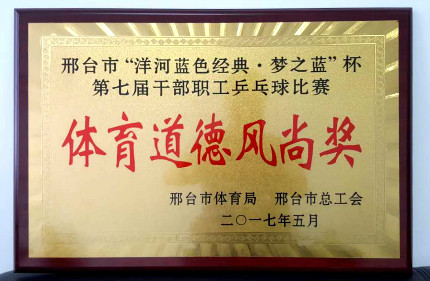 邢台市“洋河蓝色经典·梦之蓝”杯
第七届干部职工乒乓球比赛
体育道德风尚奖
邢台市体育局 邢台市总工会
二〇一七年五月